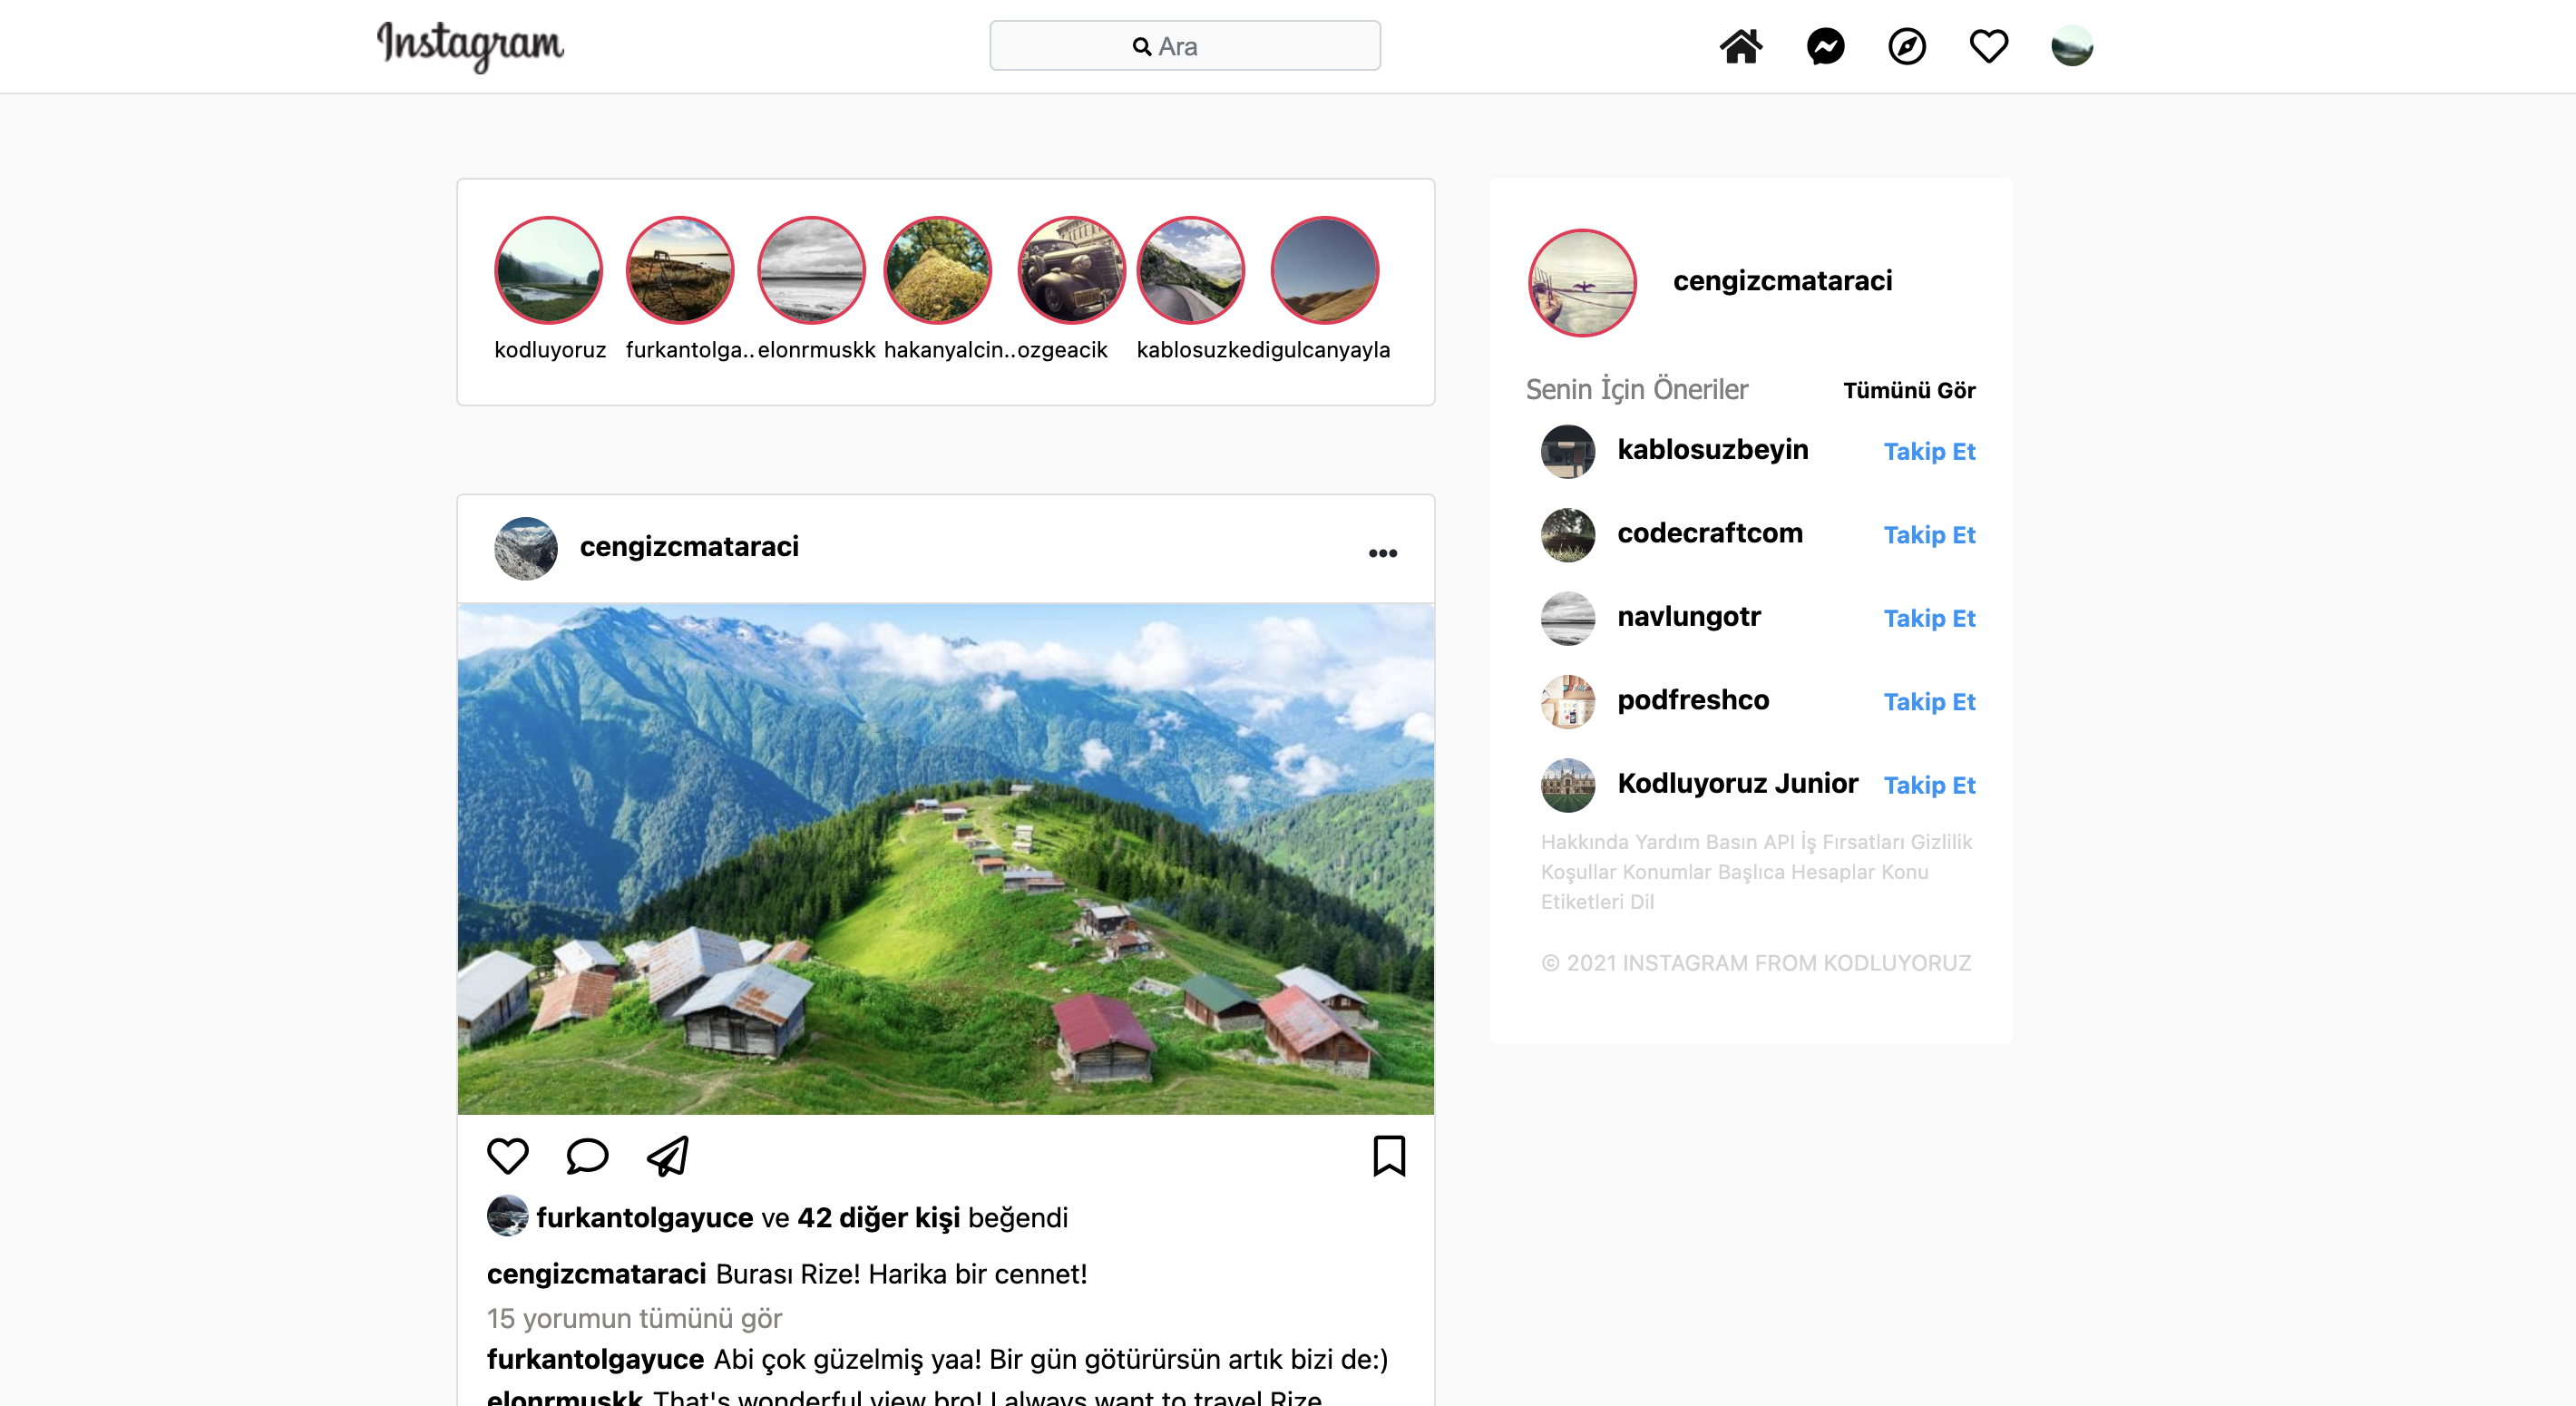 Instagram
Ara
kodluyoruz furkantolga.. elonrmuskk hakanyalcin.. ozgeacik kablosuzkedi gulcanyayla
cengizcmataraci
Senin İçin Öneriler Tümünü Gör
kablosuzbeyin Takip Et
codecraftcom Takip Et
navlungotr Takip Et
podfreshco Takip Et
Kodluyoruz Junior Takip Et
Hakkında Yardım Basın API İş Fırsatları Gizlilik
Koşullar Konumlar Başlıca Hesaplar Konu
Etiketleri Dil
© 2021 INSTAGRAM FROM KODLUYORUZ
cengizcmataraci
furkantolgayuce ve 42 diğer kişi beğendi
cengizcmataraci Burası Rize! Harika bir cennet!
15 yorumun tümünü gör
furkantolgayuce Abi çok güzelmiş yaa! Bir gün götürürsün artık bizi de:)
elonrmuskk That's wonderful view bro! I always want to travel Rize